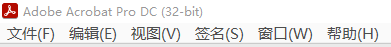 Adobe Acrobat Pro DC (32-bit)
文件(F) 编辑(E) 视图(V) 签名(S) 窗口(W) 帮助(H)